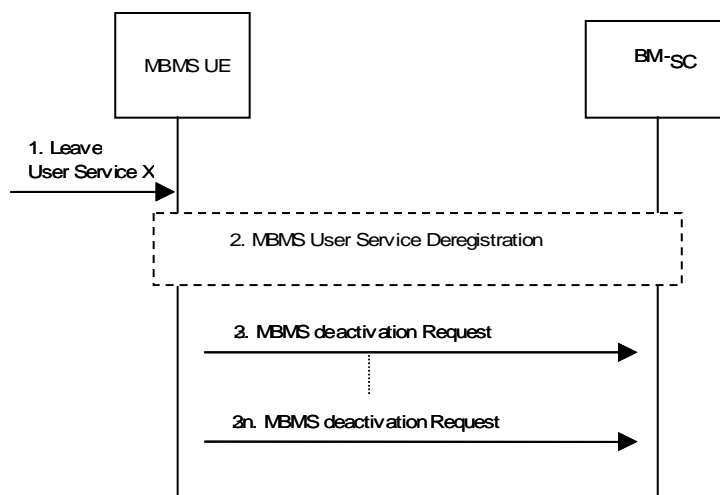 MBMS UE
BM-SC
1. Leave
User Service X
2. MBMS User Service Deregistration
3. MBMS deactivation Request
3n. MBMS deactivation Request